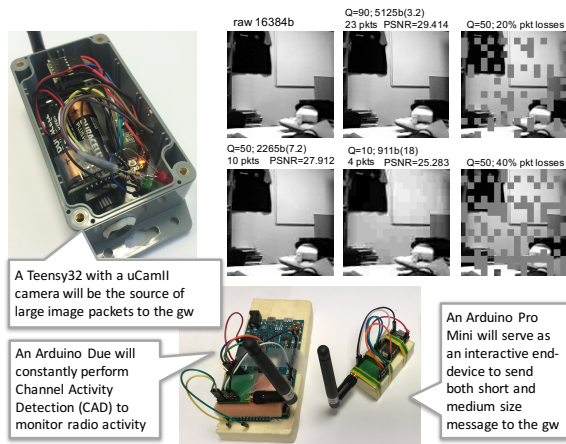 raw 16384b
Q=90; 5125b(3.2)
23 pkts PSNR=29.414
Q=50; 20% pkt losses
Q=50; 2265b(7.2)
10 pkts PSNR=27.912
Q=10; 911b(18)
4 pkts PSNR=25.283
Q=50; 40% pkt losses
A Teensy32 with a uCamII
camera will be the source of
large image packets to the gw
An Arduino Due will
constantly perform
Channel Activity
Detection (CAD) to
monitor radio activity
An Arduino Pro
Mini will serve as
an interactive end-
device to send
both short and
medium size
message to the gw